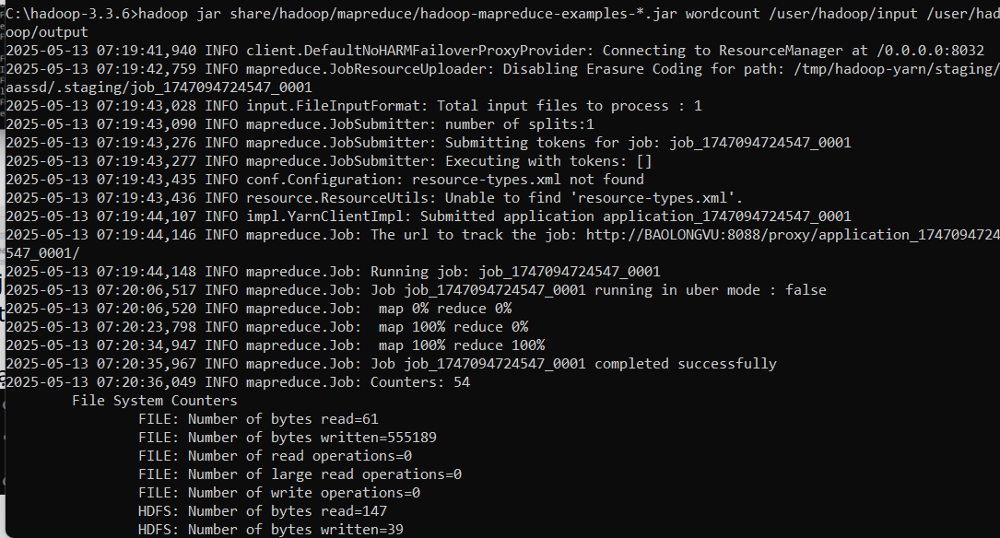 C:\hadoop-3.3.6>hadoop jar share/hadoop/mapreduce/hadoop-mapreduce-examples-*.jar wordcount /user/hadoop/input /user/had
oop/output
2025-05-13 07:19:41,940 INFO client.DefaultNoHARMFailoverProxyProvider: Connecting to ResourceManager at /0.0.0.0:8032
2025-05-13 07:19:42,759 INFO mapreduce.JobResourceUploader: Disabling Erasure Coding for path: /tmp/hadoop-yarn/staging/
aassd/.staging/job_1747094724547_0001
2025-05-13 07:19:43,028 INFO input.FileInputFormat: Total input files to process : 1
2025-05-13 07:19:43,090 INFO mapreduce.JobSubmitter: number of splits:1
2025-05-13 07:19:43,276 INFO mapreduce.JobSubmitter: Submitting tokens for job: job_1747094724547_0001
2025-05-13 07:19:43,277 INFO mapreduce.JobSubmitter: Executing with tokens: []
2025-05-13 07:19:43,435 INFO conf.Configuration: resource-types.xml not found
2025-05-13 07:19:43,436 INFO resource.ResourceUtils: Unable to find 'resource-types.xml'.
2025-05-13 07:19:44,107 INFO impl.YarnClientImpl: Submitted application application_1747094724547_0001
2025-05-13 07:19:44,146 INFO mapreduce.Job: The url to track the job: http://BAOLONGVU:8088/proxy/application_1747094724
547_0001/
2025-05-13 07:19:44,148 INFO mapreduce.Job: Running job: job_1747094724547_0001
2025-05-13 07:20:06,517 INFO mapreduce.Job: Job job_1747094724547_0001 running in uber mode : false
2025-05-13 07:20:06,520 INFO mapreduce.Job:  map 0% reduce 0%
2025-05-13 07:20:23,798 INFO mapreduce.Job:  map 100% reduce 0%
2025-05-13 07:20:34,947 INFO mapreduce.Job:  map 100% reduce 100%
2025-05-13 07:20:35,967 INFO mapreduce.Job: Job job_1747094724547_0001 completed successfully
2025-05-13 07:20:36,049 INFO mapreduce.Job: Counters: 54
File System Counters
FILE: Number of bytes read=61
FILE: Number of bytes written=555189
FILE: Number of read operations=0
FILE: Number of large read operations=0
FILE: Number of write operations=0
HDFS: Number of bytes read=147
HDFS: Number of bytes written=39